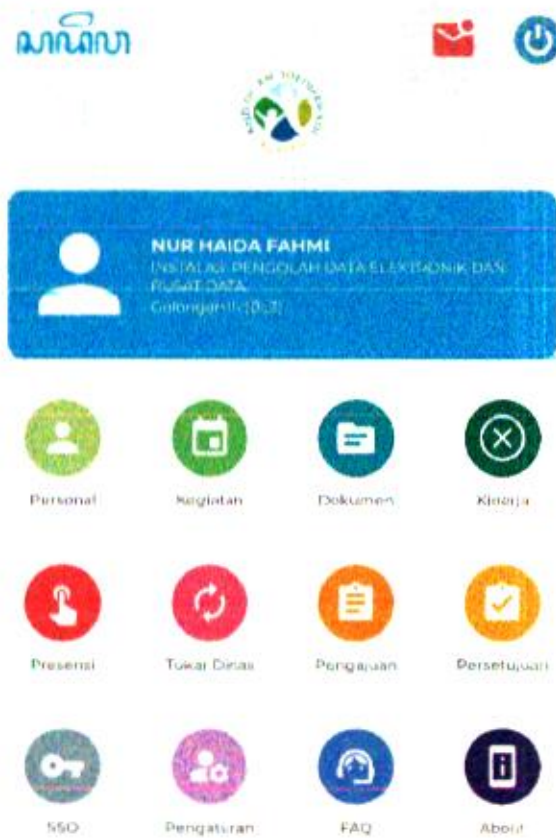 NUR HAIDA FAHMI
INSTALASI PENGOLAH DATA ELEKTRONIK DAN
PUSAT DATA
Personal Kegiatan Dokumen Kinerja
Presensi Tukar Dinas Pengajuan Persetujuan
SSO Pengaturan FAQ About